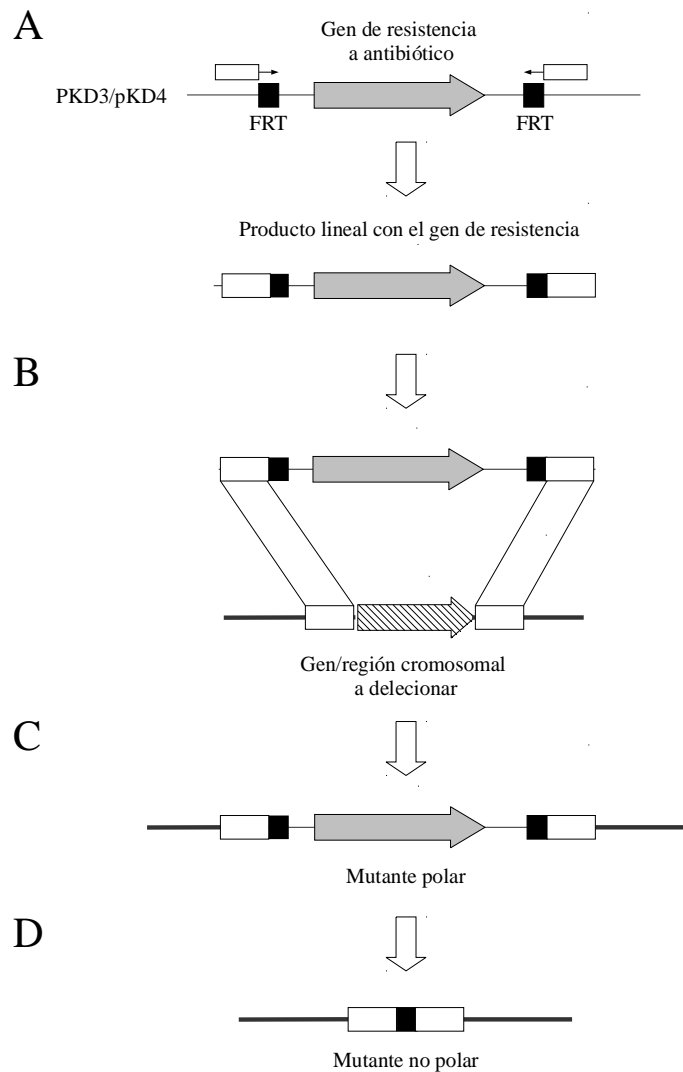 A
Gen de resistencia
a antibiótico
PKD3/pKD4
FRT
FRT
Producto lineal con el gen de resistencia
B
Gen/región cromosomal
a delecionar
C
Mutante polar
D
Mutante no polar